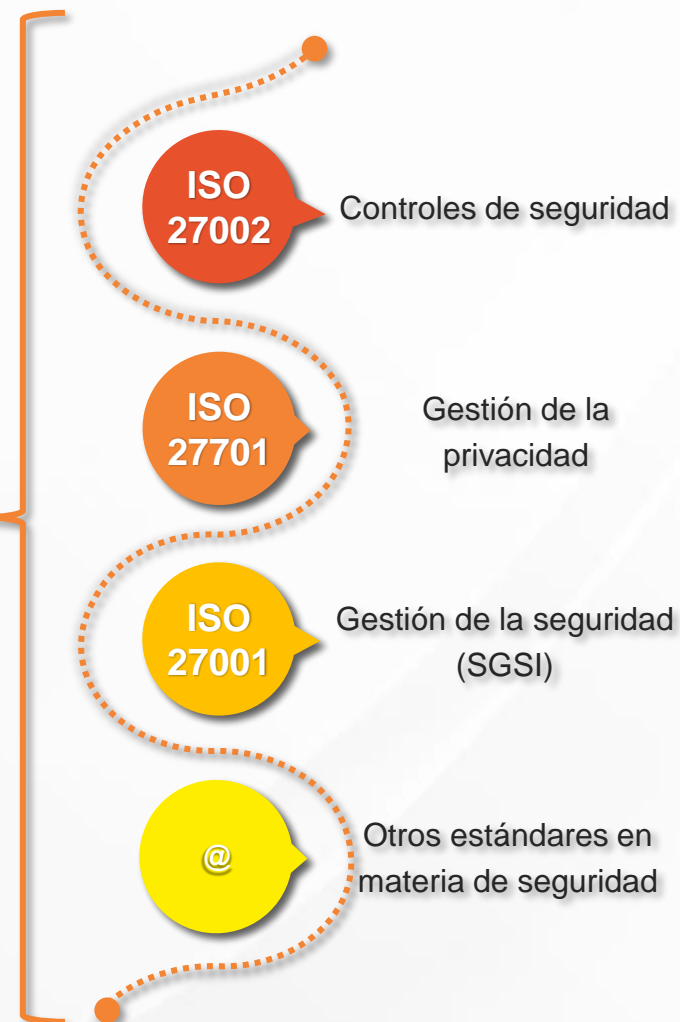 ISO
27002
Controles de seguridad
ISO
27701
Gestión de la
privacidad
ISO
27001
Gestión de la seguridad
(SGSI)
@
Otros estándares en
materia de seguridad